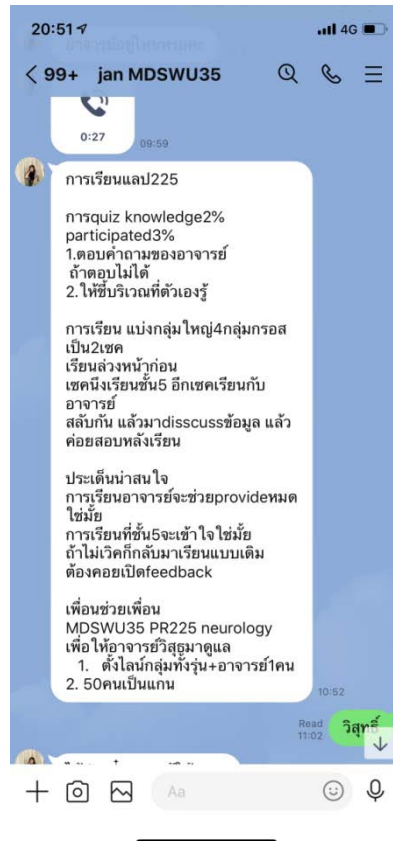 20:51
4G
99+ jan MDSWU35
0:27
09:59
การเรียนแลป225
การquiz knowledge2%
participated3%
1.ตอบคำถามของอาจารย์
ถ้าตอบไม่ได้
2.ให้ชี้บริเวณที่ตัวเองรู้
การเรียน แบ่งกลุ่มใหญ่4กลุ่มกรอส
เป็น2เซค
เรียนล่วงหน้าก่อน
เซคนึงเรียนชั้น5 อีกเซคเรียนกับ
อาจารย์
สลับกัน แล้วมาdisscussข้อมูล แล้ว
ค่อยสอบหลังเรียน
ประเด็นน่าสนใจ
การเรียนอาจารย์จะช่วยprovideหมด
ใช่มั้ย
การเรียนที่ชั้น5จะเข้าใจใช่มั้ย
ถ้าไม่เวิคก็กลับมาเรียนแบบเดิม
ต้องคอยเปิดfeedback
เพื่อนช่วยเพื่อน
MDSWU35 PR225 neurology
เพื่อให้อาจารย์วิสุธมาดูแล
1. ตั้งไลน์กลุ่มทั้งรุ่น+อาจารย์1คน
2. 50คนเป็นแกน
10:52
Read
11:02
วิสุทธิ์
Aa